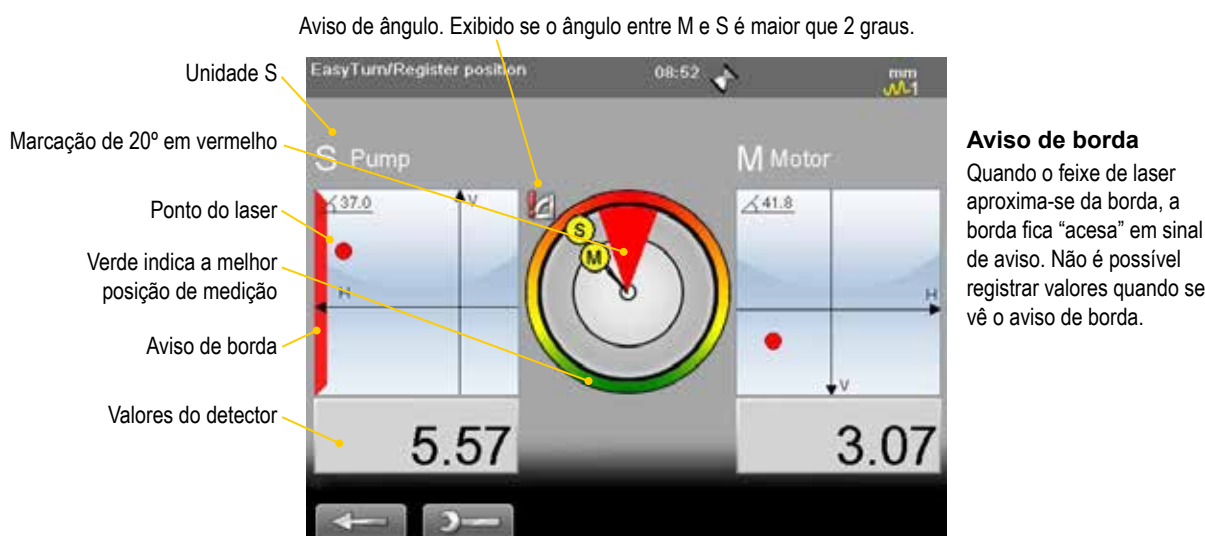 Aviso de ângulo. Exibido se o ângulo entre M e S é maior que 2 graus.
Unidade S
Marcação de 20º em vermelho
Ponto do laser
Verde indica a melhor
posição de medição
Aviso de borda
Valores do detector
EasyTurn/Register position
08:52
mm
1
S Pump
M Motor
37.0
V
H
S
M
41.8
H
V
5.57
3.07
Aviso de borda
Quando o feixe de laser
aproxima-se da borda, a
borda fica “acesa” em sinal
de aviso. Não é possível
registrar valores quando se
vê o aviso de borda.